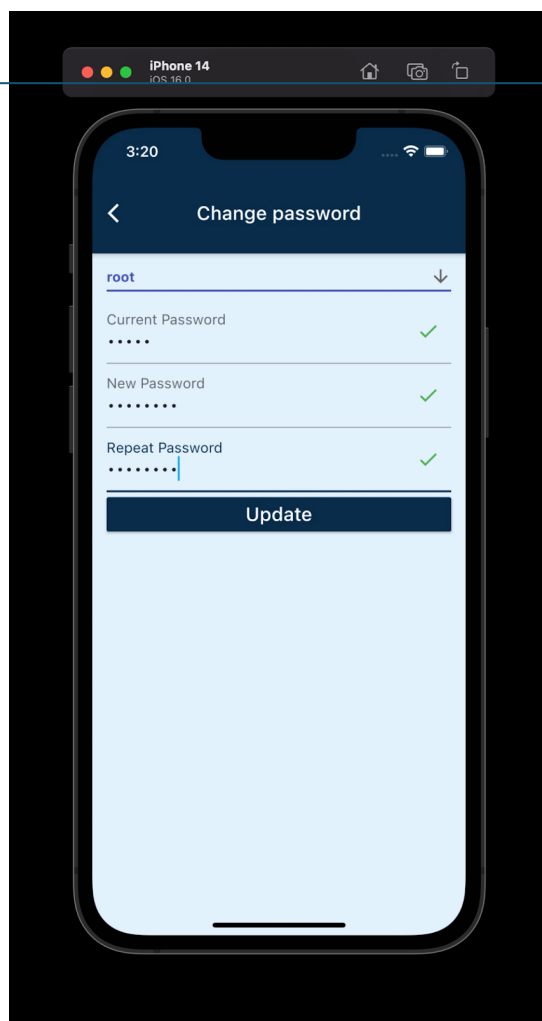 iPhone 14
iOS 16.0
3:20
Change password
root
Current Password
•••••
New Password
••••••••
Repeat Password
••••••••
Update